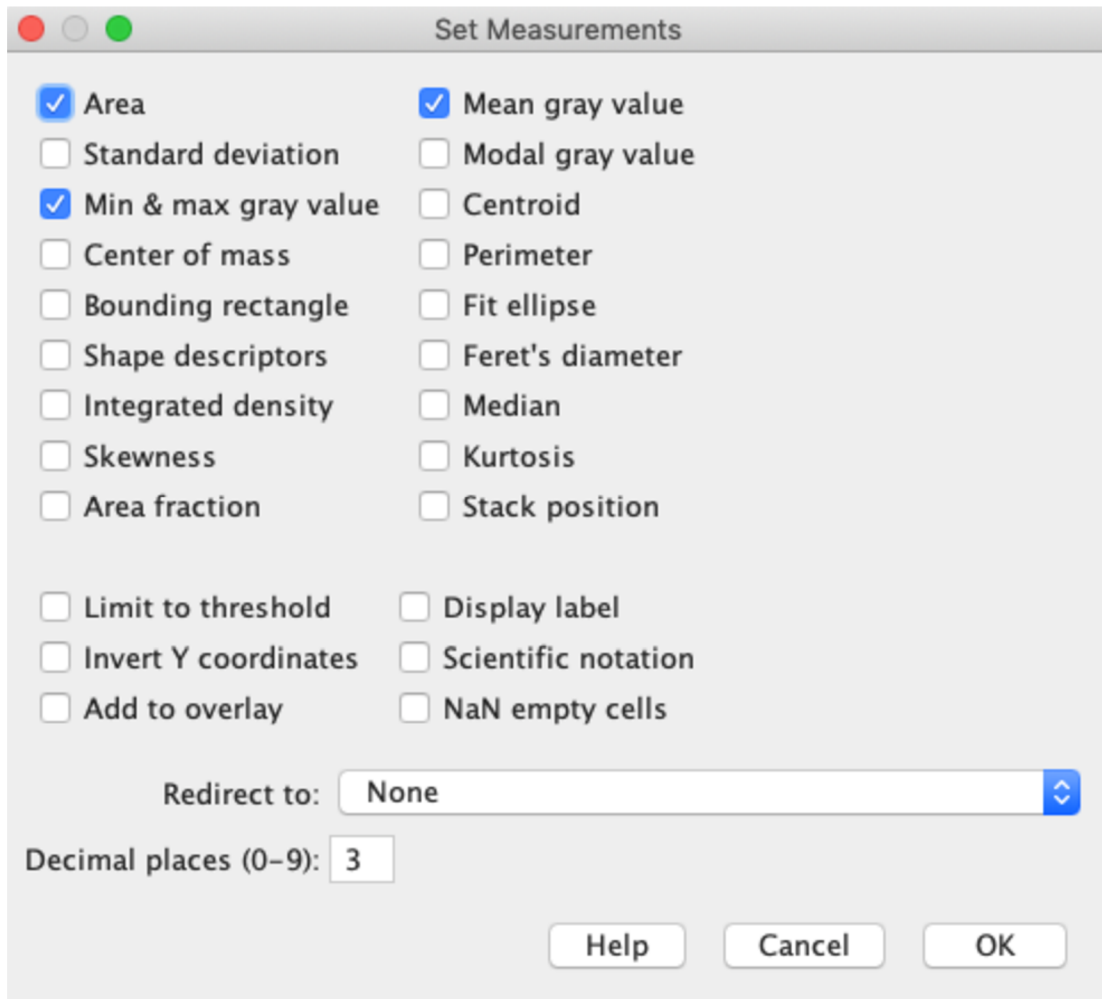 Set Measurements
Area Mean gray value
Standard deviation Modal gray value
Min & max gray value Centroid
Center of mass Perimeter
Bounding rectangle Fit ellipse
Shape descriptors Feret's diameter
Integrated density Median
Skewness Kurtosis
Area fraction Stack position
Limit to threshold Display label
Invert Y coordinates Scientific notation
Add to overlay NaN empty cells
Redirect to: None
Decimal places (0-9): 3
Help Cancel OK